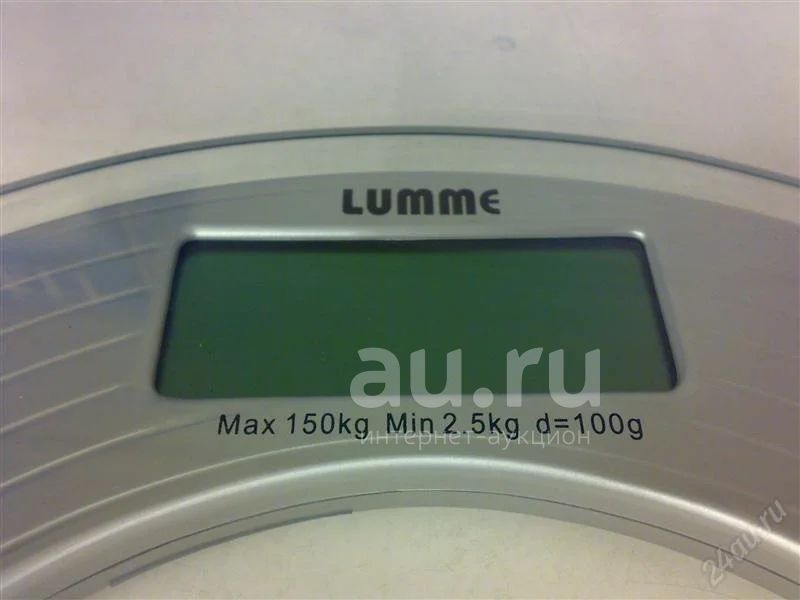 LUMME
au.ru
Max 150kg Min 2.5kg d=100g
интернет-аукцион
24au.ru